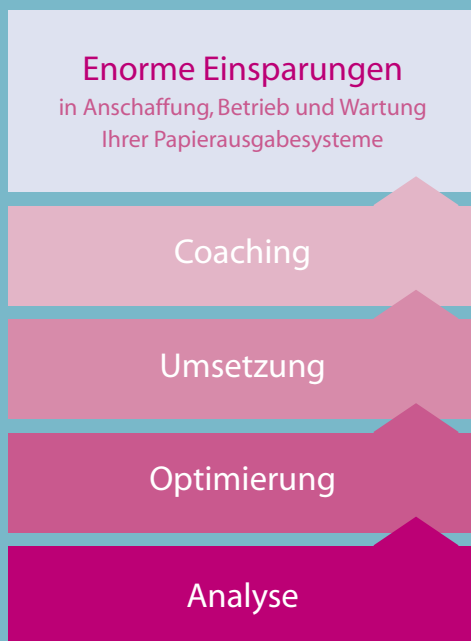 Enorme Einsparungen
in Anschaffung, Betrieb und Wartung
Ihrer Papierausgabesysteme
Coaching
Umsetzung
Optimierung
Analyse